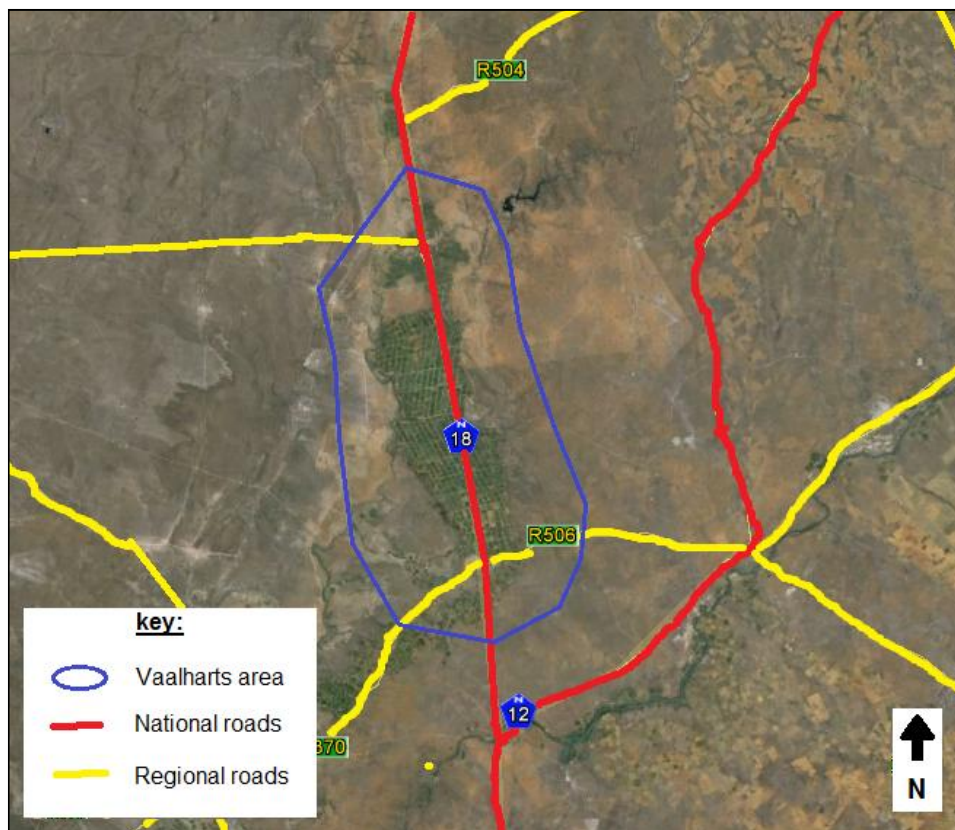 R504
N
18
R506
N
12
370
key:
Vaalharts area
National roads
Regional roads
N